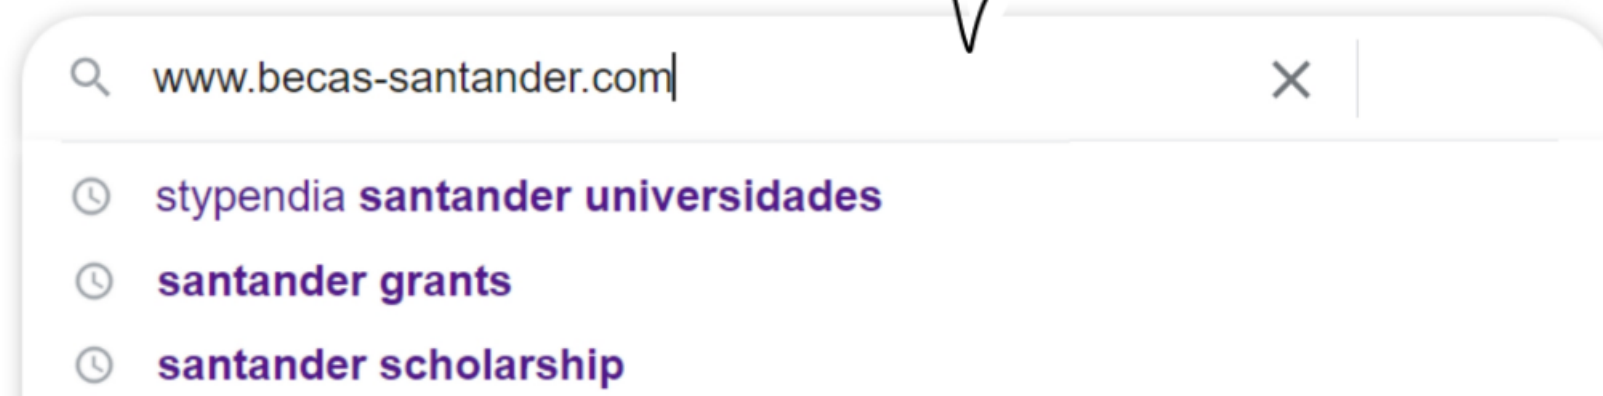 www.becas-santander.com
stypendia santander universidades
santander grants
santander scholarship